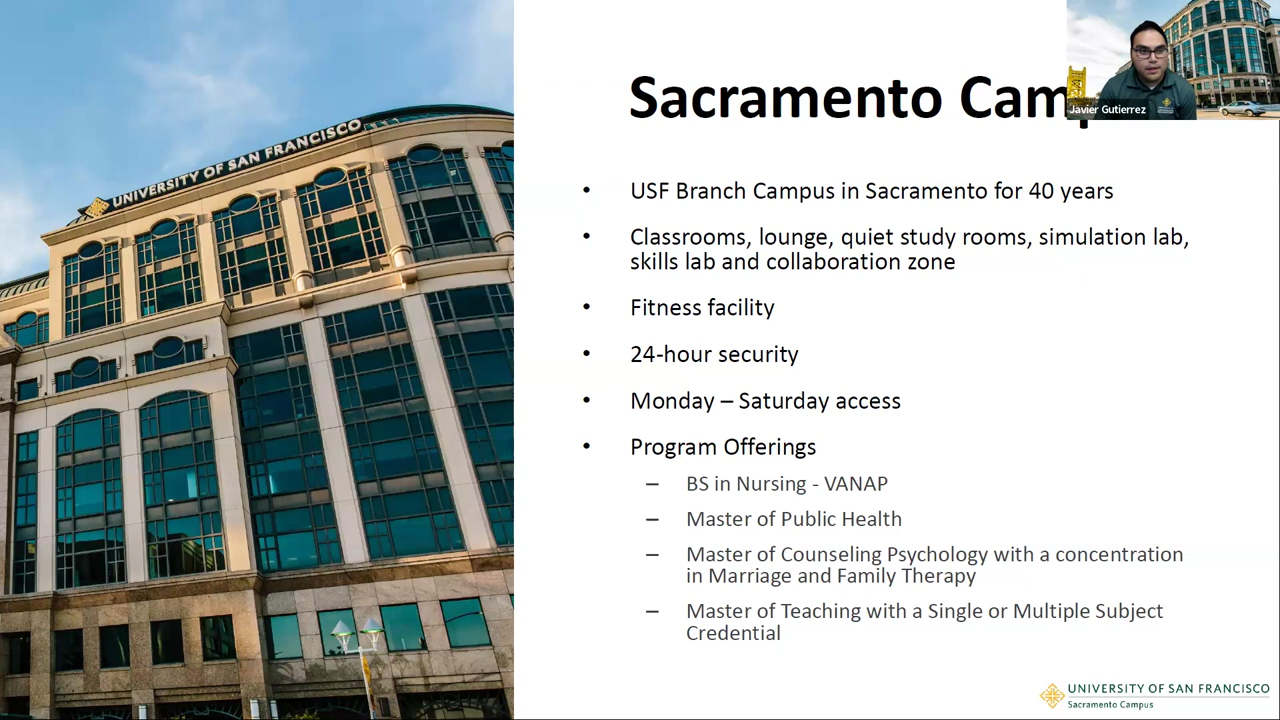 UNIVERSITY OF SAN FRANCISCO
Sacramento Cam
Javier Gutierrez
• USF Branch Campus in Sacramento for 40 years
• Classrooms, lounge, quiet study rooms, simulation lab,
skills lab and collaboration zone
• Fitness facility
• 24-hour security
• Monday – Saturday access
• Program Offerings
– BS in Nursing - VANAP
– Master of Public Health
– Master of Counseling Psychology with a concentration
in Marriage and Family Therapy
– Master of Teaching with a Single or Multiple Subject
Credential
UNIVERSITY OF SAN FRANCISCO
Sacramento Campus